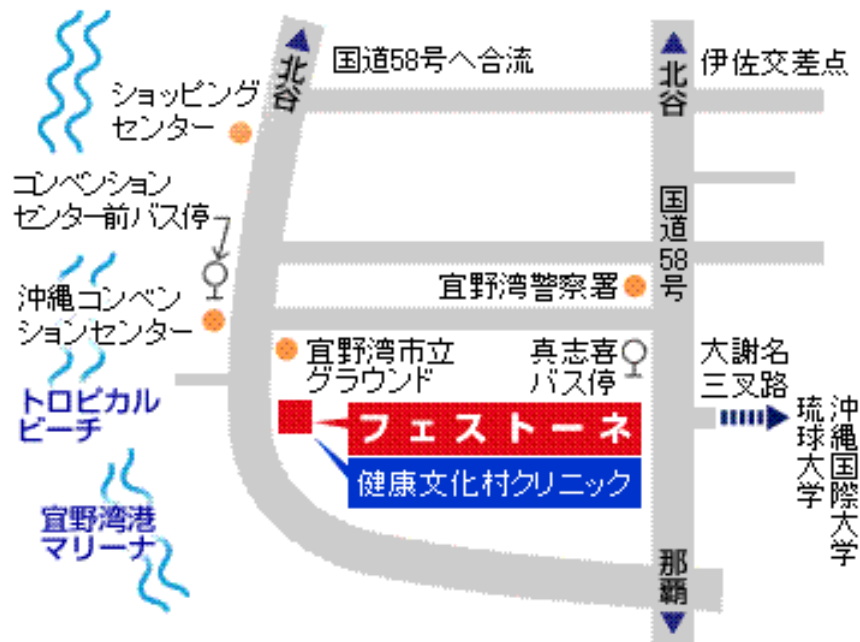 北谷
国道58号へ合流
北谷
伊佐交差点
ショッピング
センター
コンベンション
センター前バス停
国道58号
宜野湾警察署
沖縄コンベン
ションセンター
宜野湾市立
グラウンド
真志喜
バス停
大謝名
三叉路
トロピカル
ビーチ
フェストーネ
健康文化村クリニック
沖縄国際大学
琉球大学
宜野湾港
マリーナ
那覇